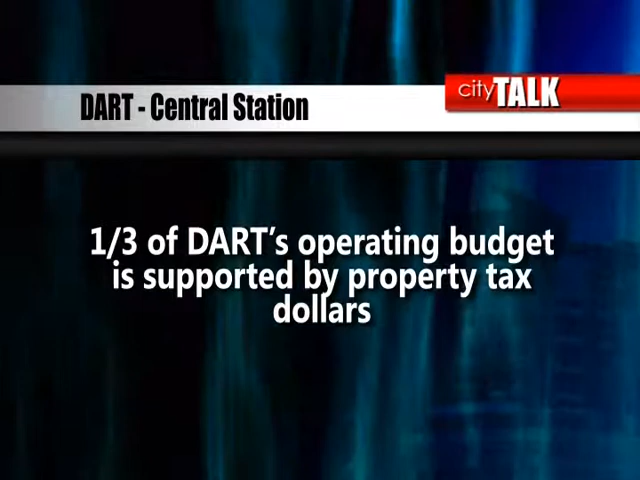 cityTALK
DART - Central Station
1/3 of DART's operating budget
is supported by property tax
dollars